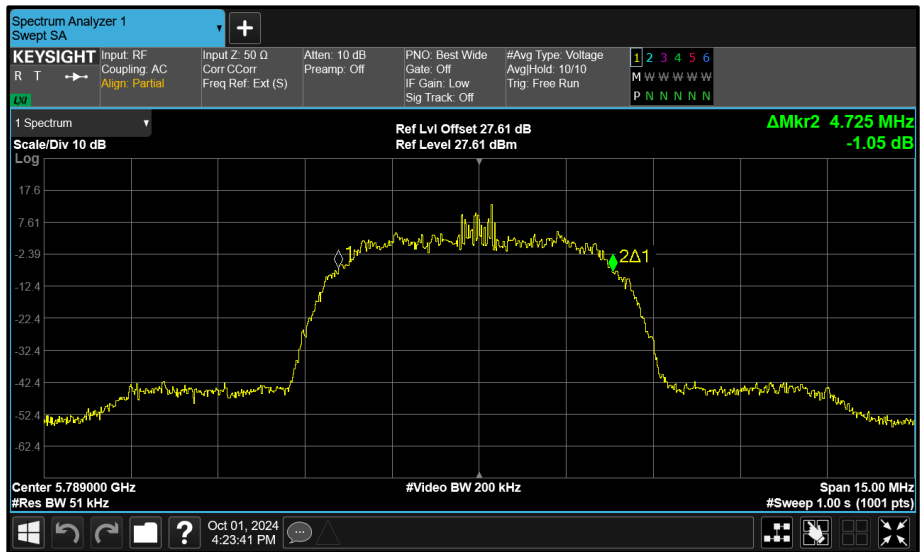 Spectrum Analyzer 1
Swept SA
+
KEYSIGHT
R T
LXI
Input: RF
Coupling: AC
Align: Partial
Input Z: 50 Ω
Corr CCorr
Freq Ref: Ext (S)
Atten: 10 dB
Preamp: Off
PNO: Best Wide
Gate: Off
IF Gain: Low
Sig Track: Off
#Avg Type: Voltage
Avg|Hold: 10/10
Trig: Free Run
1 2 3 4 5 6
M W W W W W
P N N N N N
1 Spectrum
Scale/Div 10 dB
Log
Ref Lvl Offset 27.61 dB
Ref Level 27.61 dBm
ΔMkr2 4.725 MHz
-1.05 dB
17.6
7.61
-2.39
-12.4
-22.4
-32.4
-42.4
-52.4
-62.4
1
2Δ1
Center 5.789000 GHz
#Res BW 51 kHz
#Video BW 200 kHz
Span 15.00 MHz
#Sweep 1.00 s (1001 pts)
?
Oct 01, 2024
4:23:41 PM